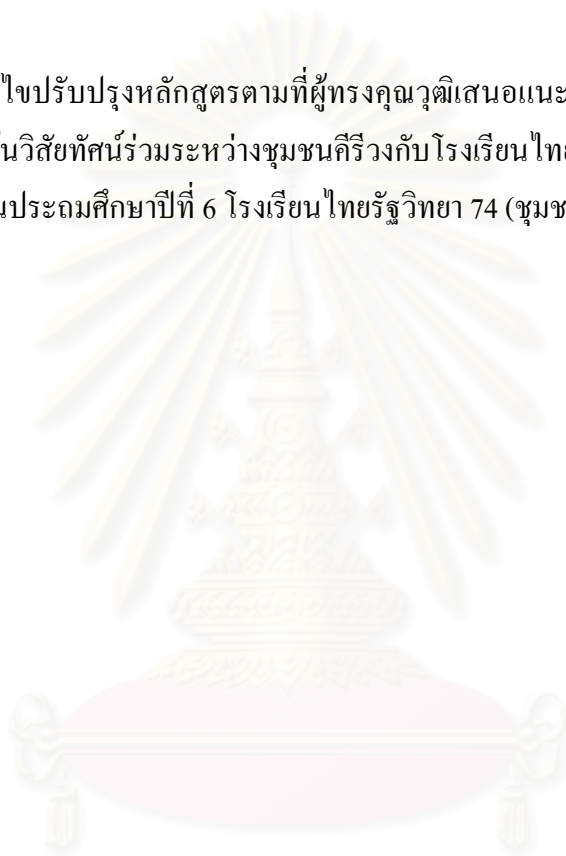 ไขปรับปรุงหลักสูตรตามที่ผู้ทรงคุณวุฒิเสนอแนะ
นวิสัยทัศน์ร่วมระหว่างชุมชนคีรีวงกับโรงเรียนไทย
นประถมศึกษาปีที่ 6 โรงเรียนไทยรัฐวิทยา 74 (ชุมช